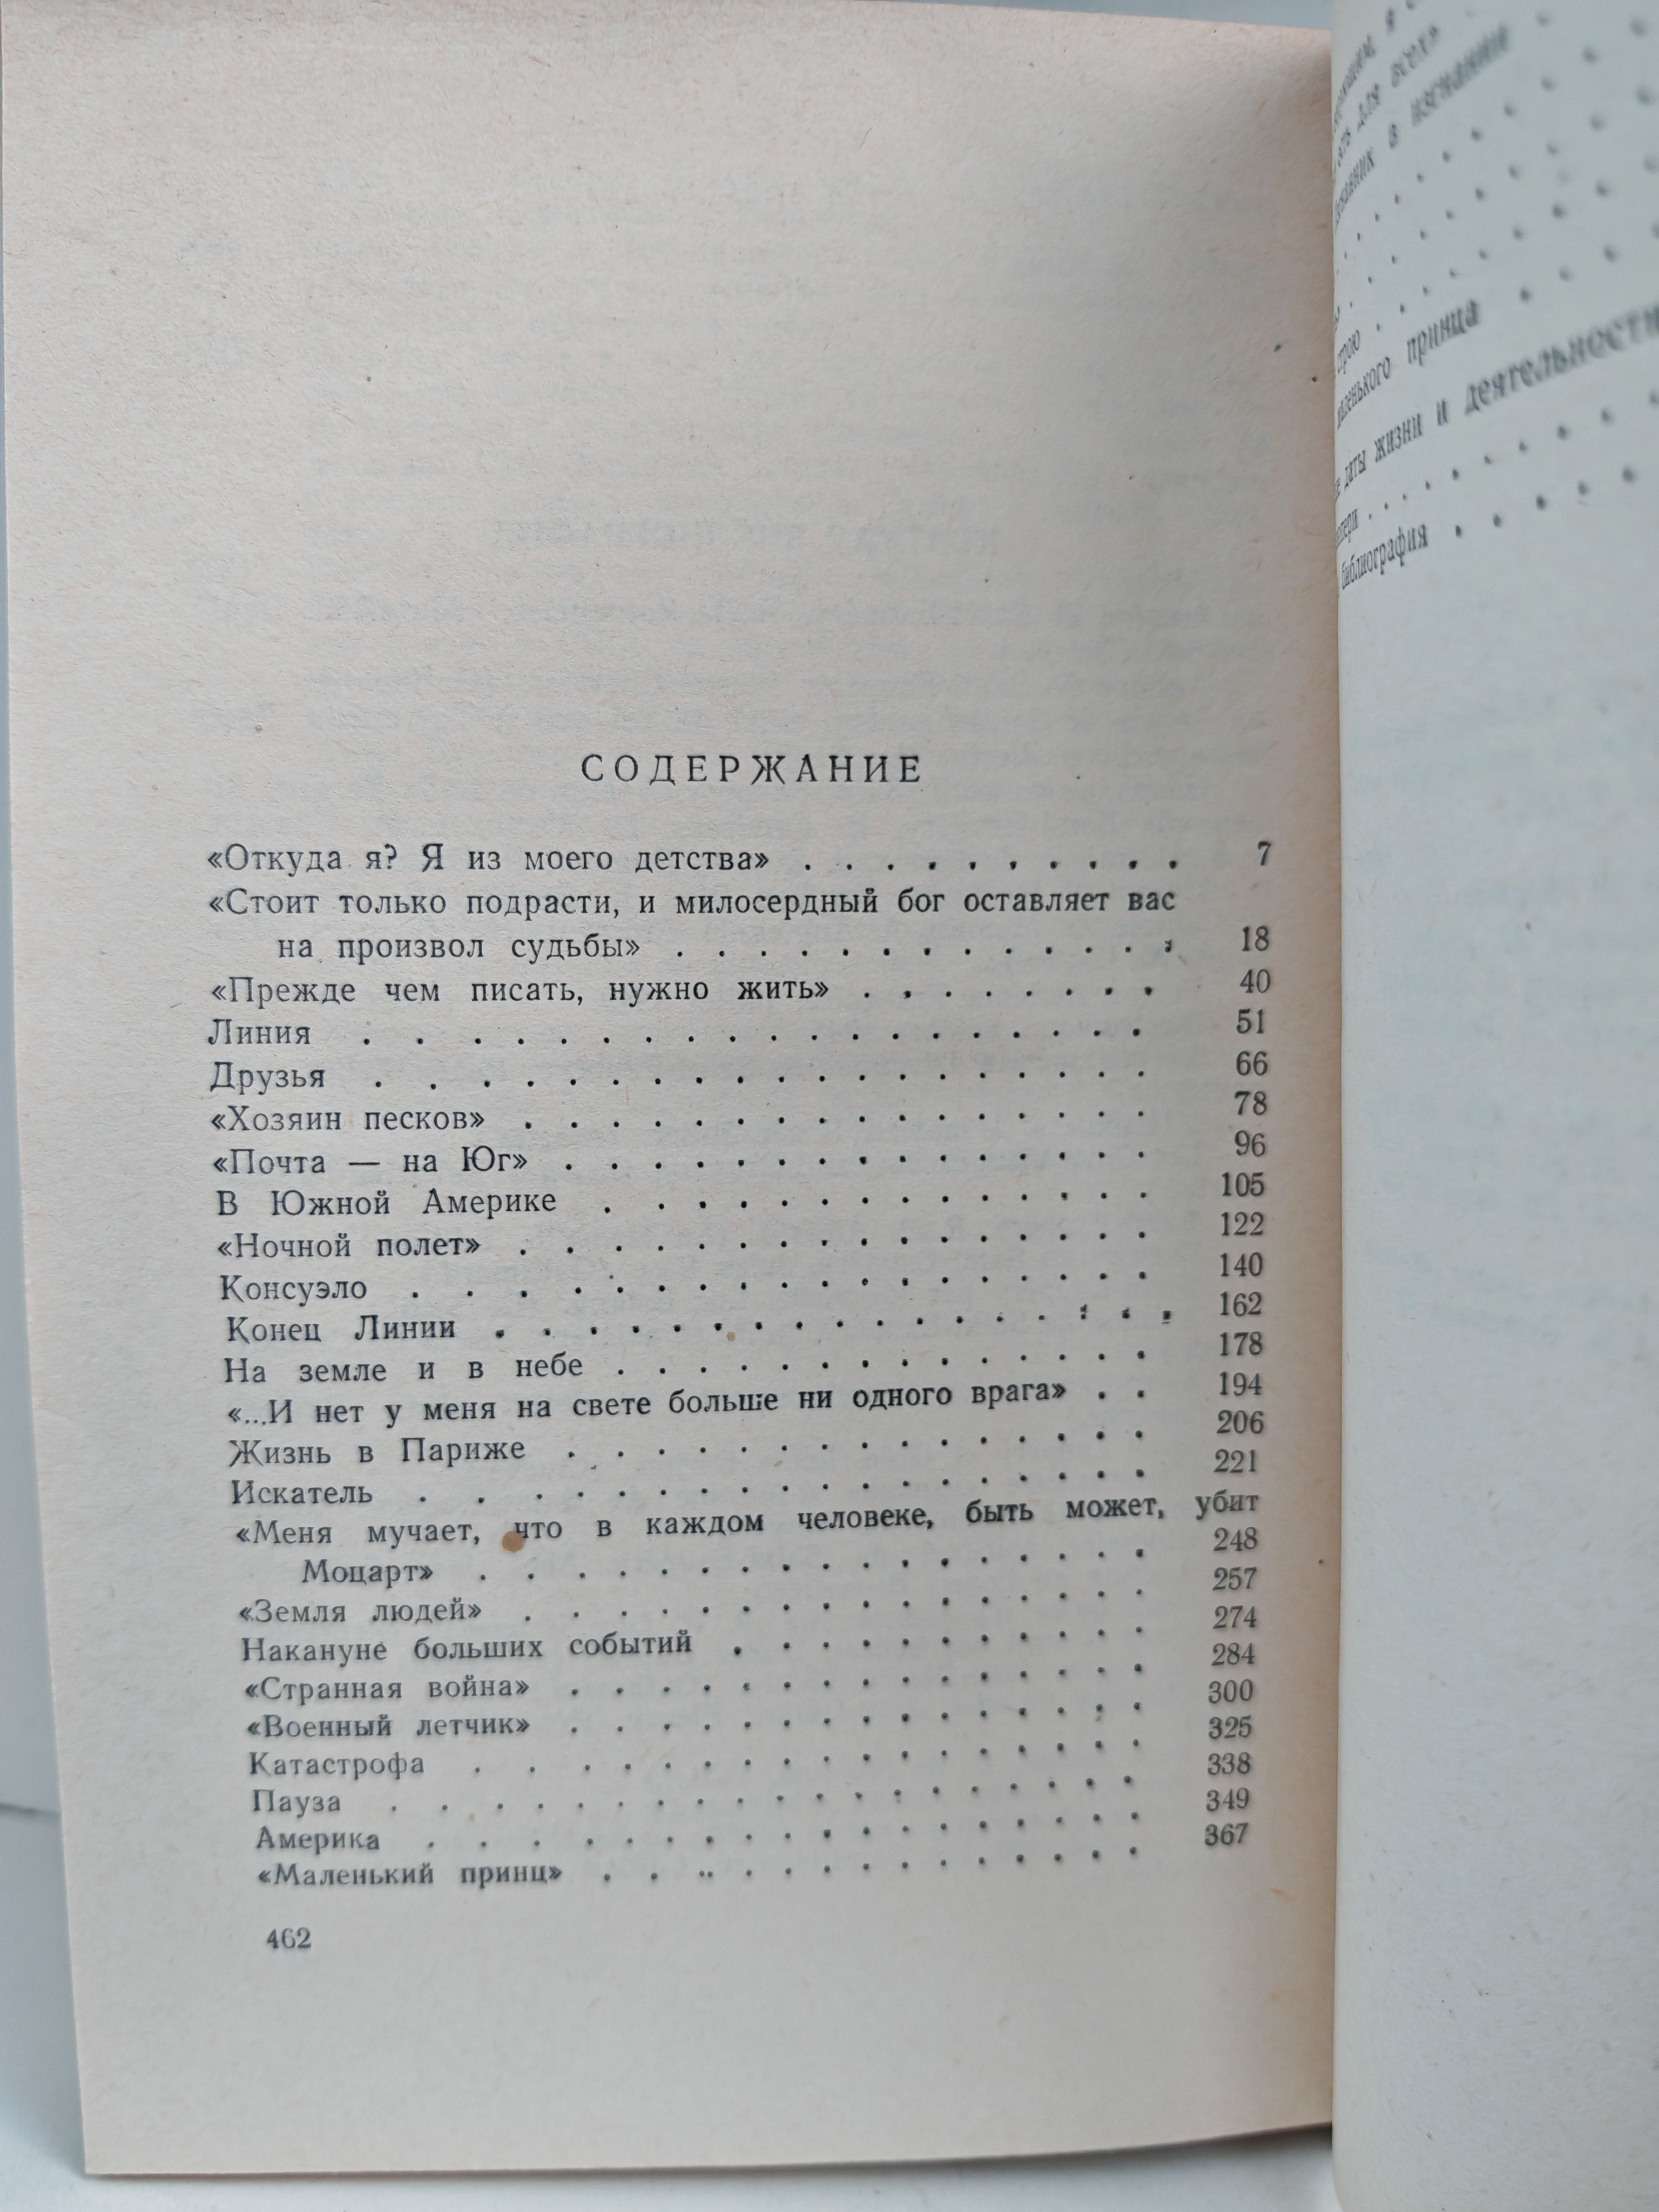 СОДЕРЖАНИЕ
«Откуда я? Я из моего детства» . . . . . . . . . . 7
«Стоит только подрасти, и милосердный бог оставляет вас
на произвол судьбы» . . . . . . . . . . . . 18
«Прежде чем писать, нужно жить» . . . . . . . . 40
Линия . . . . . . . . . . . . . . . . . 51
Друзья . . . . . . . . . . . . . . . . . 66
«Хозяин песков» . . . . . . . . . . . . . . 78
«Почта — на Юг» . . . . . . . . . . . . . . 96
В Южной Америке . . . . . . . . . . . . . 105
«Ночной полет» . . . . . . . . . . . . . . 122
Консуэло . . . . . . . . . . . . . . . . 140
Конец Линии . . . . . . . . . . . . . . . 162
На земле и в небе . . . . . . . . . . . . . 178
«...И нет у меня на свете больше ни одного врага» . . 194
Жизнь в Париже . . . . . . . . . . . . . . 206
Искатель . . . . . . . . . . . . . . . . 221
«Меня мучает, что в каждом человеке, быть может, убит
Моцарт» . . . . . . . . . . . . . . . 248
«Земля людей» . . . . . . . . . . . . . . 257
Накануне больших событий . . . . . . . . . . 274
«Странная война» . . . . . . . . . . . . . 284
«Военный летчик» . . . . . . . . . . . . . 300
Катастрофа . . . . . . . . . . . . . . . 325
Пауза . . . . . . . . . . . . . . . . . 338
Америка . . . . . . . . . . . . . . . . 349
«Маленький принц» . . . . . . . . . . . . . 367
462
для всех»
в изгнании
принца . .
даты жизни и деятельности
библиография . . . . .